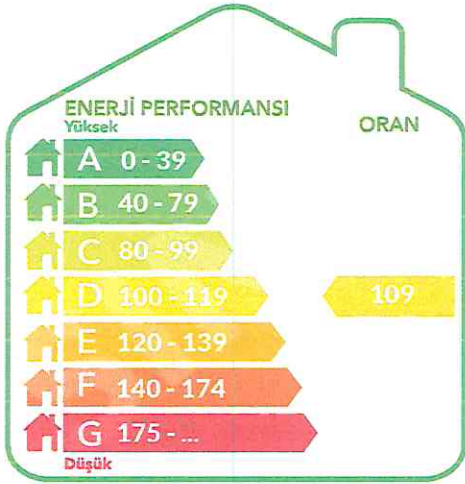 ENERJİ PERFORMANSI
Yüksek
ORAN
A 0 - 39
B 40 - 79
C 80 - 99
D 100 - 119 109
E 120 - 139
F 140 - 174
G 175 - ...
Düşük